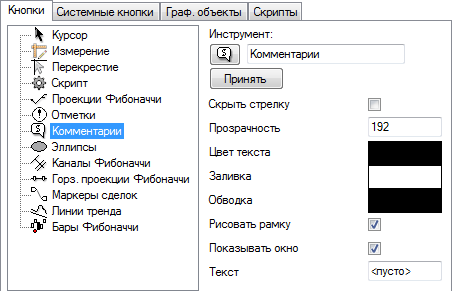 Кнопки
Системные кнопки
Граф. объекты
Скрипты
Курсор
Измерение
Перекрестие
Скрипт
Проекции Фибоначчи
Отметки
Комментарии
Эллипсы
Каналы Фибоначчи
Горз. проекции Фибоначчи
Маркеры сделок
Линии тренда
Бары Фибоначчи
Инструмент:
Комментарии
Принять
Скрыть стрелку
Прозрачность 192
Цвет текста
Заливка
Обводка
Рисовать рамку
Показывать окно
Текст <пусто>